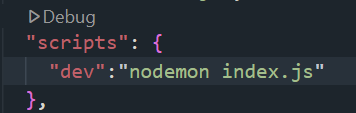 Debug
"scripts": {
"dev":"nodemon index.js"
},